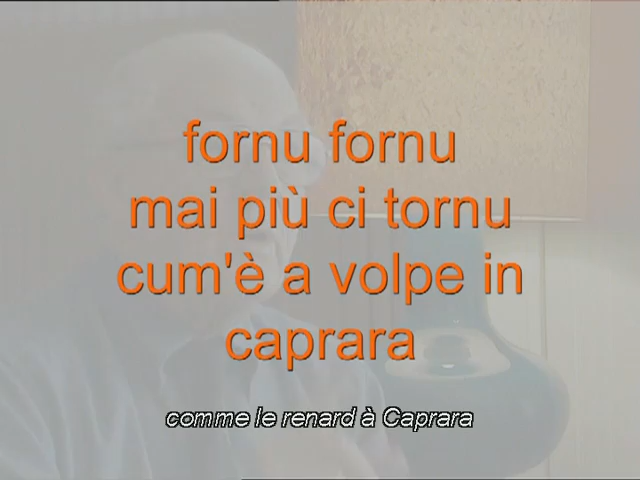 fornu fornu
mai più ci tornu
cum'è a volpe in
caprara
comme le renard à Caprara